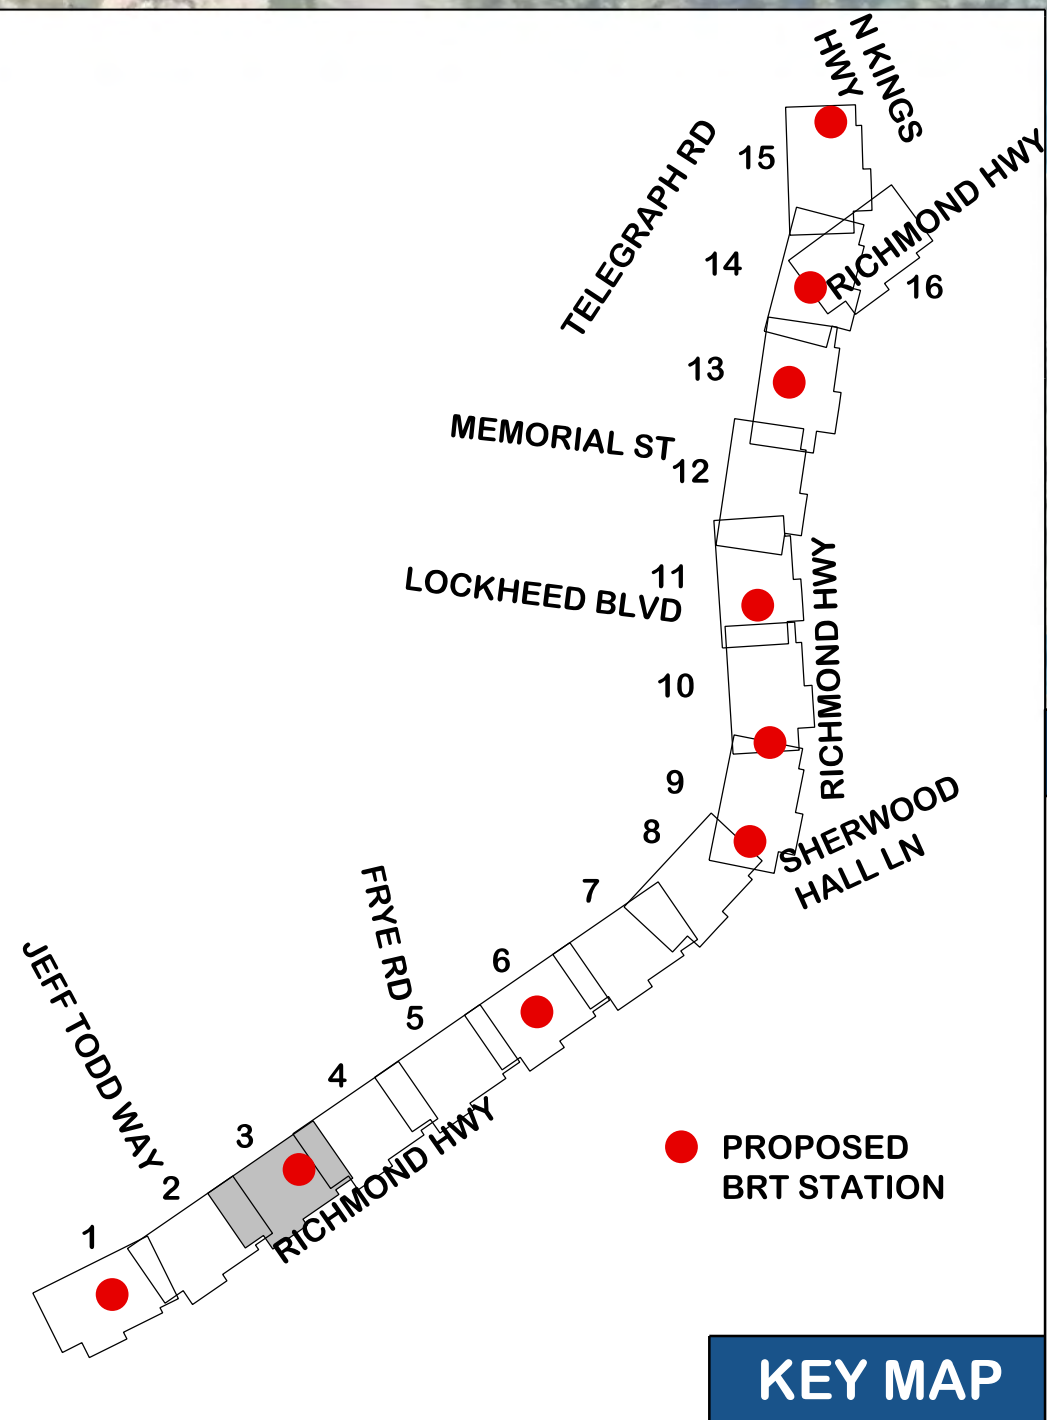 N KINGS
HWY
15
TELEGRAPH RD
RICHMOND HWY
14
16
13
MEMORIAL ST
12
11
LOCKHEED BLVD
RICHMOND HWY
10
9
SHERWOOD
HALL LN
8
7
FRYE RD
6
5
JEFF TODD WAY
4
3
RICHMOND HWY
2
1
PROPOSED
BRT STATION
KEY MAP